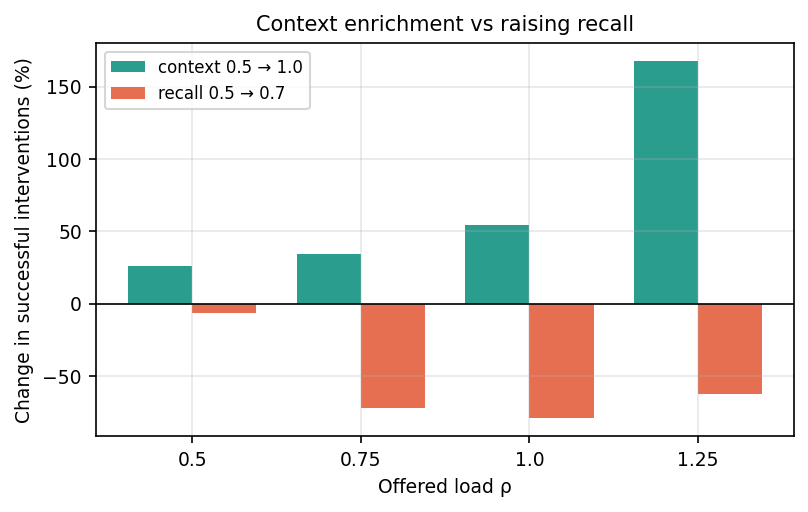 Context enrichment vs raising recall
context 0.5 → 1.0
recall 0.5 → 0.7
Change in successful interventions (%)
150
100
50
0
−50
0.5 0.75 1.0 1.25
Offered load ρ